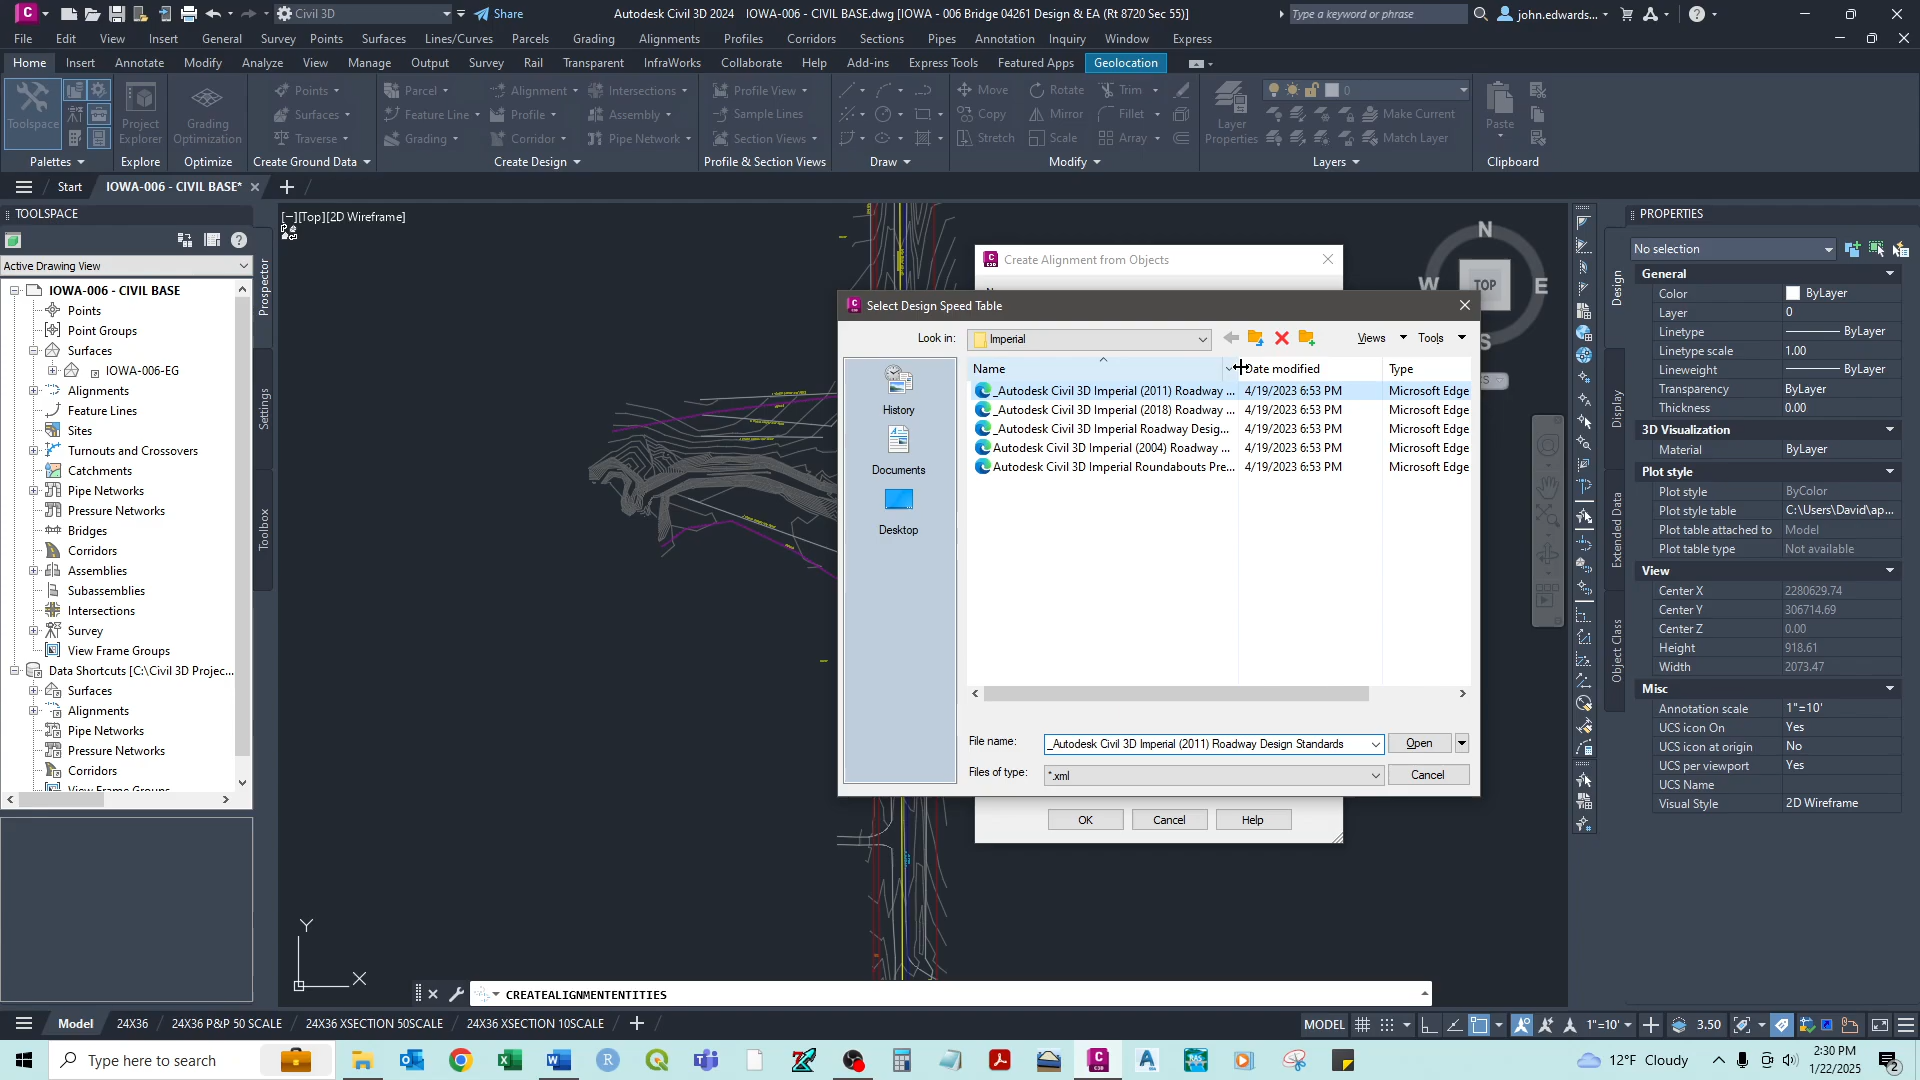 Civil 3D
Share
Autodesk Civil 3D 2024 IOWA-006 - CIVIL BASE.dwg [IOWA - 006 Bridge 04261 Design & EA (Rt 8720 Sec 55)]
Type a keyword or phrase
john.edwards...
File Edit View Insert General Survey Points Surfaces Lines/Curves Parcels Grading Alignments Profiles Corridors Sections Pipes Annotation Inquiry Window Express
Home Insert Annotate Modify Analyze View Manage Output Survey Rail Transparent InfraWorks Collaborate Help Add-ins Express Tools Featured Apps Geolocation
Points Parcel Alignment Intersections Profile View Move Rotate Trim 0
Toolspace Project Explorer Grading Optimization Surfaces Feature Line Profile Assembly Sample Lines Copy Mirror Fillet Layer Properties Make Current Paste
Traverse Grading Corridor Pipe Network Section Views Stretch Scale Array Match Layer
Palettes Explore Optimize Create Ground Data Create Design Profile & Section Views Draw Modify Layers Clipboard
Start IOWA-006 - CIVIL BASE*
TOOLSPACE
Active Drawing View
IOWA-006 - CIVIL BASE
Points
Point Groups
Surfaces
IOWA-006-EG
Alignments
Feature Lines
Sites
Turnouts and Crossovers
Catchments
Pipe Networks
Pressure Networks
Bridges
Corridors
Assemblies
Subassemblies
Intersections
Survey
View Frame Groups
Data Shortcuts [C:\Civil 3D Projec...
Surfaces
Alignments
Pipe Networks
Pressure Networks
Corridors
View Frame Groups
Prospector
Settings
Toolbox
[−][Top][2D Wireframe]
N
W TOP E
S
Y
X
Create Alignment from Objects
Select Design Speed Table
Look in: Imperial Views Tools
History
Documents
Desktop
Name Date modified Type
_Autodesk Civil 3D Imperial (2011) Roadway ... 4/19/2023 6:53 PM Microsoft Edge
_Autodesk Civil 3D Imperial (2018) Roadway ... 4/19/2023 6:53 PM Microsoft Edge
_Autodesk Civil 3D Imperial Roadway Desig... 4/19/2023 6:53 PM Microsoft Edge
Autodesk Civil 3D Imperial (2004) Roadway ... 4/19/2023 6:53 PM Microsoft Edge
Autodesk Civil 3D Imperial Roundabouts Pre... 4/19/2023 6:53 PM Microsoft Edge
File name: _Autodesk Civil 3D Imperial (2011) Roadway Design Standards Open
Files of type: *.xml Cancel
OK Cancel Help
CREATEALIGNMENTENTITIES
PROPERTIES
No selection
Design
Display
Extended Data
Object Class
General
Color ByLayer
Layer 0
Linetype ByLayer
Linetype scale 1.00
Lineweight ByLayer
Transparency ByLayer
Thickness 0.00
3D Visualization
Material ByLayer
Plot style
Plot style ByColor
Plot style table C:\Users\David\ap...
Plot table attached to Model
Plot table type Not available
View
Center X 2280629.74
Center Y 306714.69
Center Z 0.00
Height 918.61
Width 2073.47
Misc
Annotation scale 1"=10'
UCS icon On Yes
UCS icon at origin No
UCS per viewport Yes
UCS Name
Visual Style 2D Wireframe
Model 24X36 24X36 P&P 50 SCALE 24X36 XSECTION 50SCALE 24X36 XSECTION 10SCALE
MODEL 1"=10' 3.50
Type here to search
12°F Cloudy
2:30 PM
1/22/2025
2